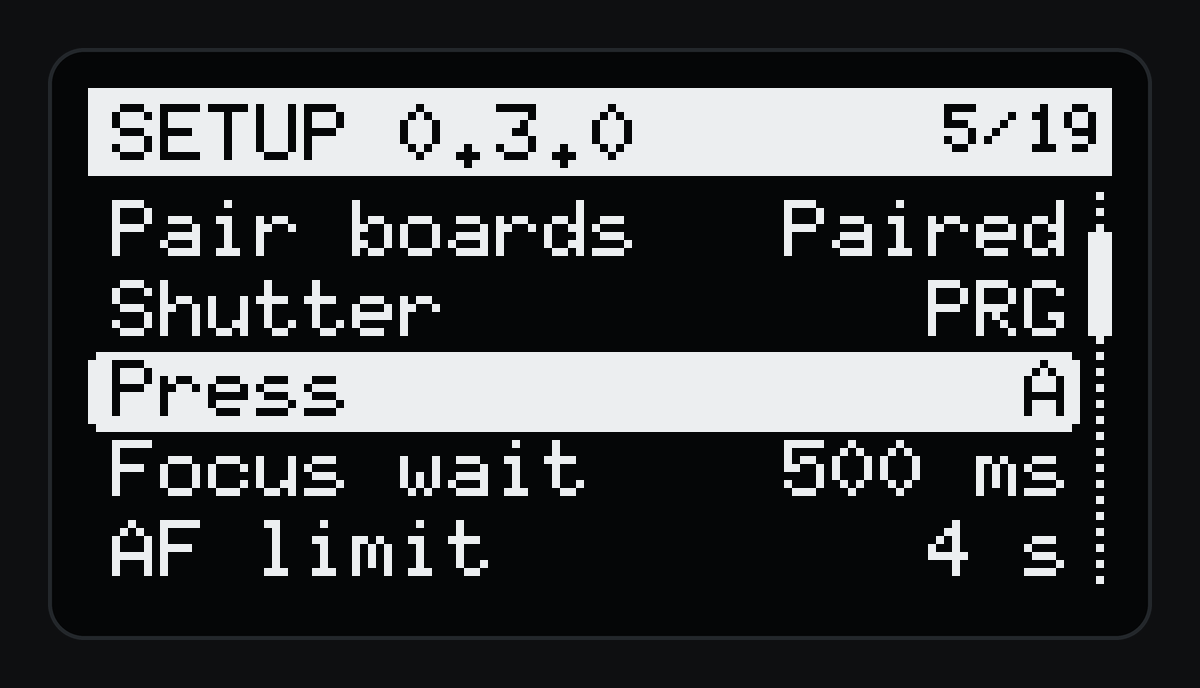 SETUP 0.3.0 5/19
Pair boards Paired
Shutter PRG
Press A
Focus wait 500 ms
AF limit 4 s